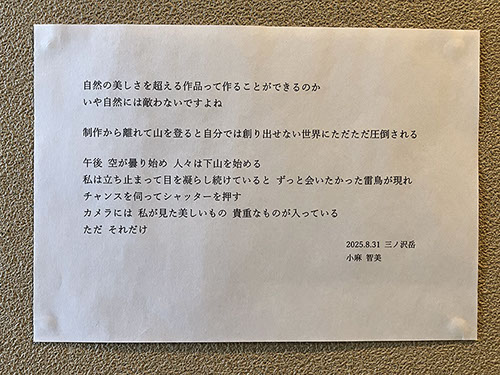 自然の美しさを超える作品って作ることができるのか
いや自然には敵わないですよね
制作から離れて山を登ると自分では創り出せない世界にただただ圧倒される
午後 空が曇り始め 人々は下山を始める
私は立ち止まって目を凝らし続けていると ずっと会いたかった雷鳥が現れ
チャンスを伺ってシャッターを押す
カメラには 私が見た美しいもの 貴重なものが入っている
ただ それだけ
2025.8.31 三ノ沢岳
小麻 智美